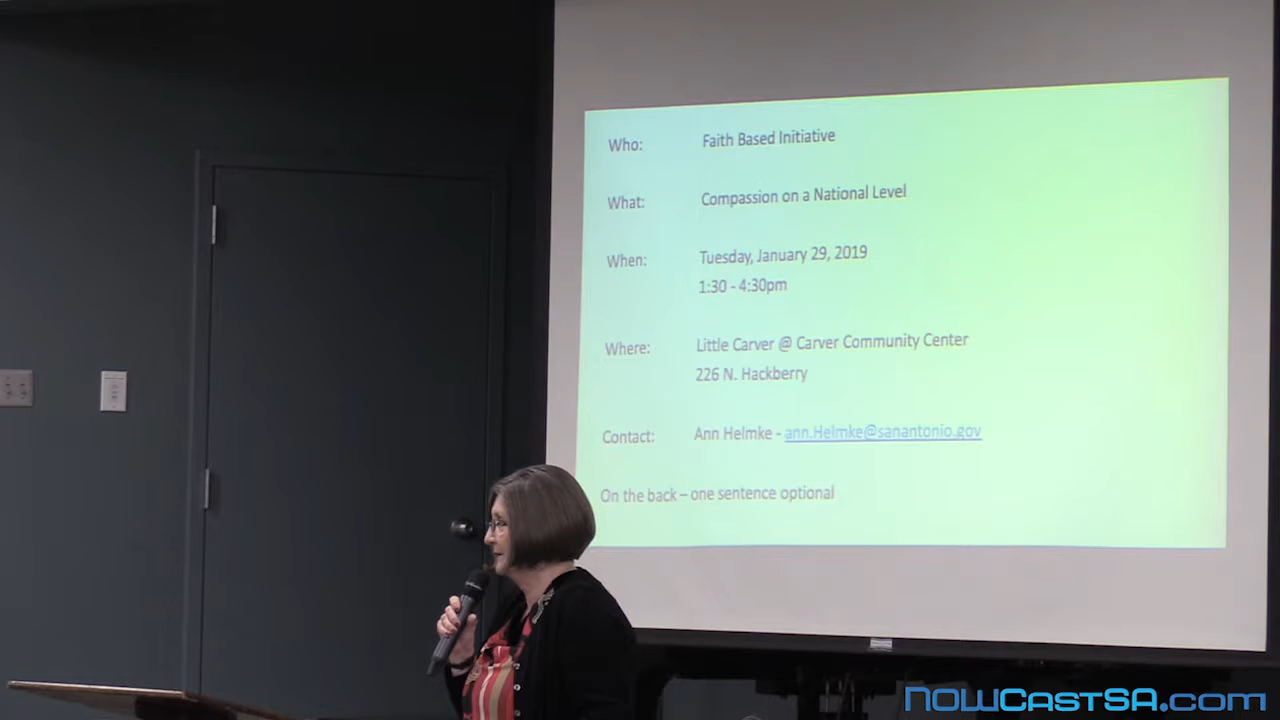 Who: Faith Based Initiative
What: Compassion on a National Level
When: Tuesday, January 29, 2019
1:30 - 4:30pm
Where: Little Carver @ Carver Community Center
226 N. Hackberry
Contact: Ann Helmke - ann.Helmke@sanantonio.gov
On the back – one sentence optional
NOWCASTSA.com